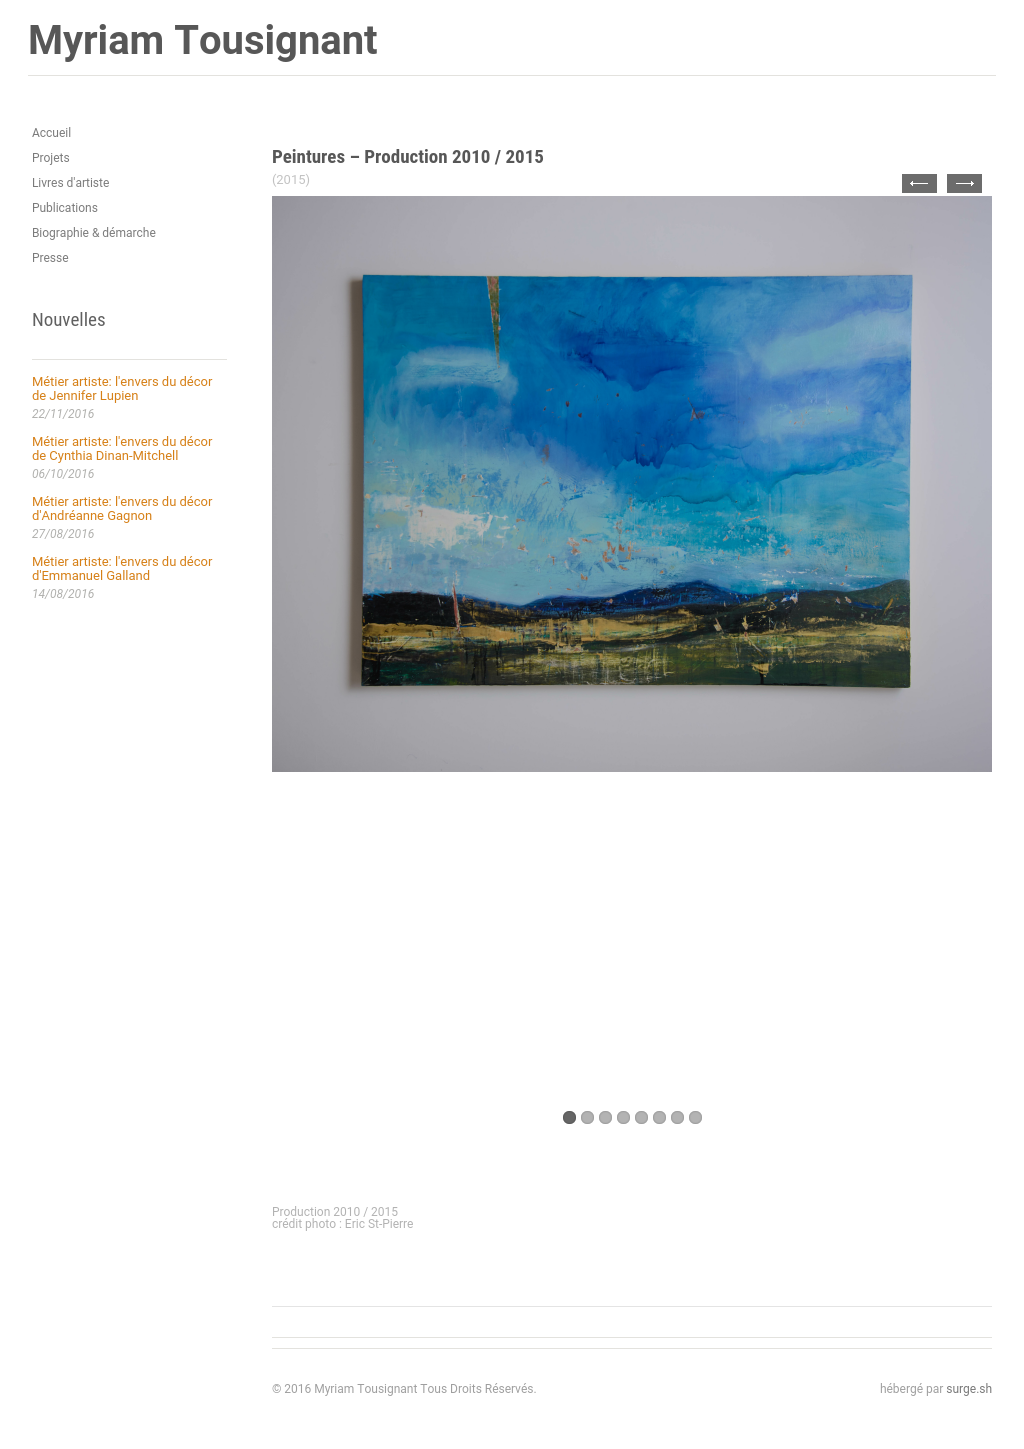 Myriam Tousignant
Accueil
Projets
Livres d'artiste
Publications
Biographie & démarche
Presse
Nouvelles
Métier artiste: l'envers du décor
de Jennifer Lupien
22/11/2016
Métier artiste: l'envers du décor
de Cynthia Dinan-Mitchell
06/10/2016
Métier artiste: l'envers du décor
d'Andréanne Gagnon
27/08/2016
Métier artiste: l'envers du décor
d'Emmanuel Galland
14/08/2016
Peintures – Production 2010 / 2015
(2015)
Production 2010 / 2015
crédit photo : Eric St-Pierre
© 2016 Myriam Tousignant Tous Droits Réservés.
hébergé par surge.sh